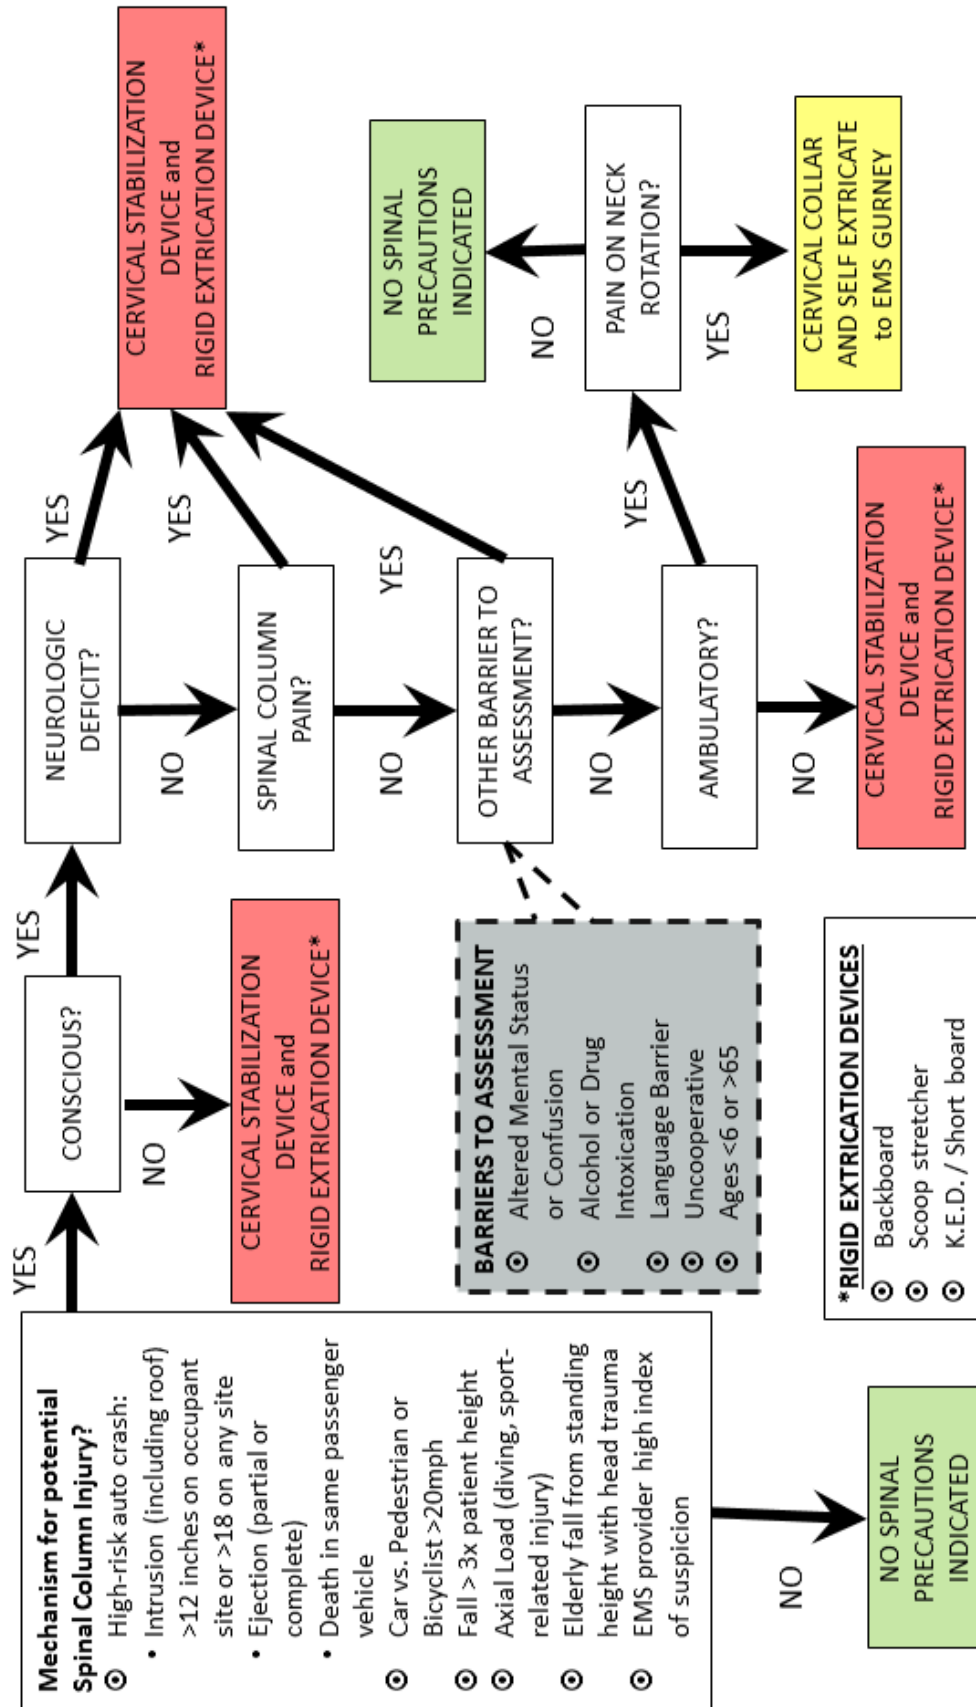 Mechanism for potential
Spinal Column Injury?
High-risk auto crash:
• Intrusion (including roof)
>12 inches on occupant
site or >18 on any site
• Ejection (partial or
complete)
• Death in same passenger
vehicle
Car vs. Pedestrian or
Bicyclist >20mph
Fall > 3x patient height
Axial Load (diving, sport-
related injury)
Elderly fall from standing
height with head trauma
EMS provider high index
of suspicion
NO
NO SPINAL
PRECAUTIONS
INDICATED
YES
CONSCIOUS?
NO
CERVICAL STABILIZATION
DEVICE and
RIGID EXTRICATION DEVICE*
YES
NEUROLOGIC
DEFICIT?
YES
CERVICAL STABILIZATION
DEVICE and
RIGID EXTRICATION DEVICE*
NO
SPINAL COLUMN
PAIN?
YES
NO
OTHER BARRIER TO
ASSESSMENT?
YES
BARRIERS TO ASSESSMENT
Altered Mental Status
or Confusion
Alcohol or Drug
Intoxication
Language Barrier
Uncooperative
Ages <6 or >65
NO
AMBULATORY?
YES
NO
CERVICAL STABILIZATION
DEVICE and
RIGID EXTRICATION DEVICE*
PAIN ON NECK
ROTATION?
NO
NO SPINAL
PRECAUTIONS
INDICATED
YES
CERVICAL COLLAR
AND SELF EXTRICATE
to EMS GURNEY
*RIGID EXTRICATION DEVICES
Backboard
Scoop stretcher
K.E.D. / Short board